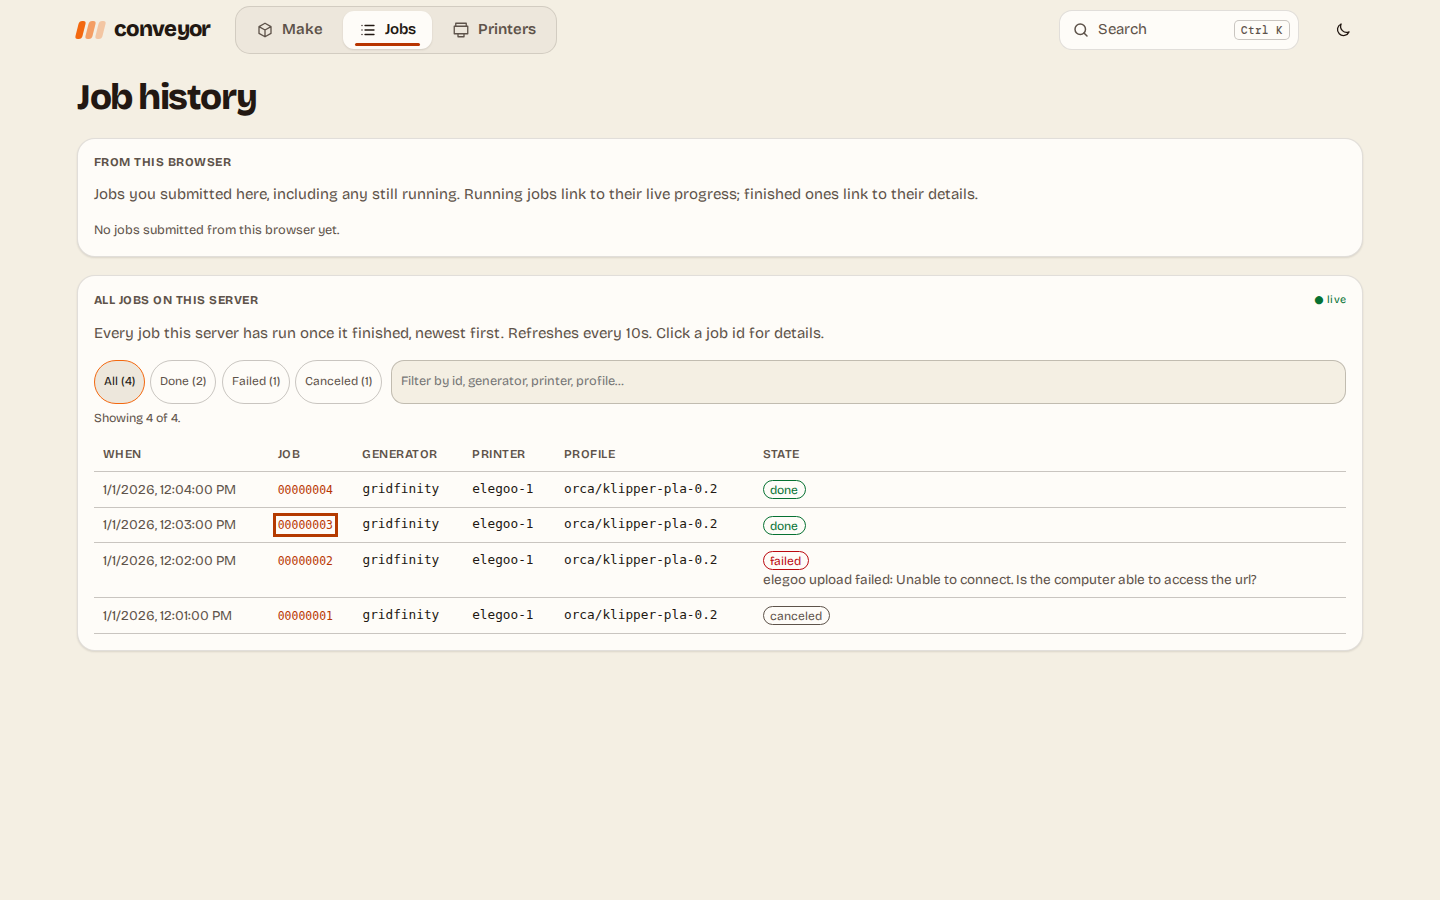 conveyor
Make
Jobs
Printers
Search
Ctrl K
Job history
FROM THIS BROWSER
Jobs you submitted here, including any still running. Running jobs link to their live progress; finished ones link to their details.
No jobs submitted from this browser yet.
ALL JOBS ON THIS SERVER
live
Every job this server has run once it finished, newest first. Refreshes every 10s. Click a job id for details.
All (4)
Done (2)
Failed (1)
Canceled (1)
Filter by id, generator, printer, profile...
Showing 4 of 4.
WHEN JOB GENERATOR PRINTER PROFILE STATE
1/1/2026, 12:04:00 PM 00000004 gridfinity elegoo-1 orca/klipper-pla-0.2 done
1/1/2026, 12:03:00 PM 00000003 gridfinity elegoo-1 orca/klipper-pla-0.2 done
1/1/2026, 12:02:00 PM 00000002 gridfinity elegoo-1 orca/klipper-pla-0.2 failed
elegoo upload failed: Unable to connect. Is the computer able to access the url?
1/1/2026, 12:01:00 PM 00000001 gridfinity elegoo-1 orca/klipper-pla-0.2 canceled